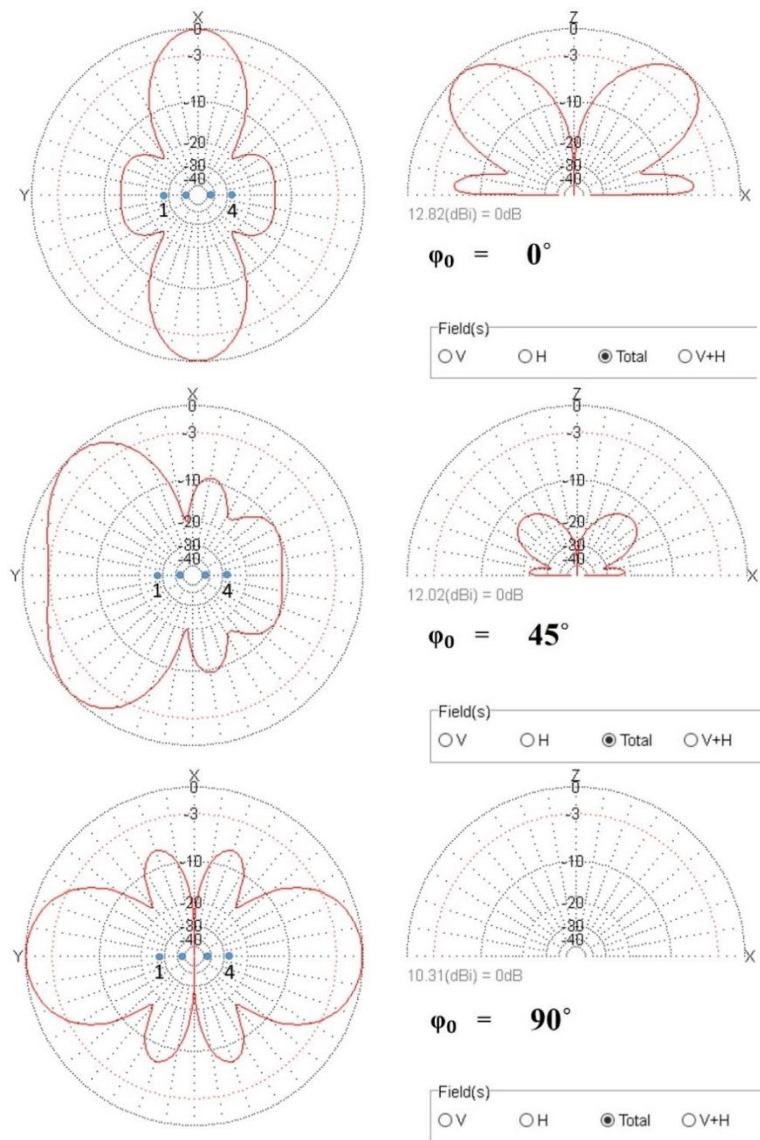 X
0
-3
-10
-20
-30
-40
Y
1
4
Z
0
-3
-10
-20
-30
-40
X
12.82(dBi) = 0dB
φ₀ = 0°
Field(s)
V H Total V+H
X
0
-3
-10
-20
-30
-40
Y
1
4
Z
0
-3
-10
-20
-30
-40
X
12.02(dBi) = 0dB
φ₀ = 45°
Field(s)
V H Total V+H
X
0
-3
-10
-20
-30
-40
Y
1
4
Z
0
-3
-10
-20
-30
-40
X
10.31(dBi) = 0dB
φ₀ = 90°
Field(s)
V H Total V+H